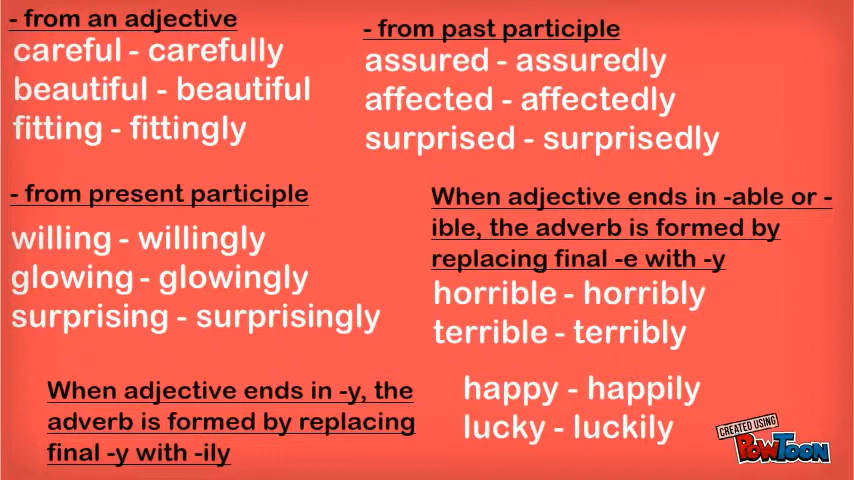 - from an adjective
careful - carefully
beautiful - beautiful
fitting - fittingly
- from past participle
assured - assuredly
affected - affectedly
surprised - surprisedly
- from present participle
willing - willingly
glowing - glowingly
surprising - surprisingly
When adjective ends in -able or -
ible, the adverb is formed by
replacing final -e with -y
horrible - horribly
terrible - terribly
When adjective ends in -y, the
adverb is formed by replacing
final -y with -ily
happy - happily
lucky - luckily
CREATED USING
POWTOON